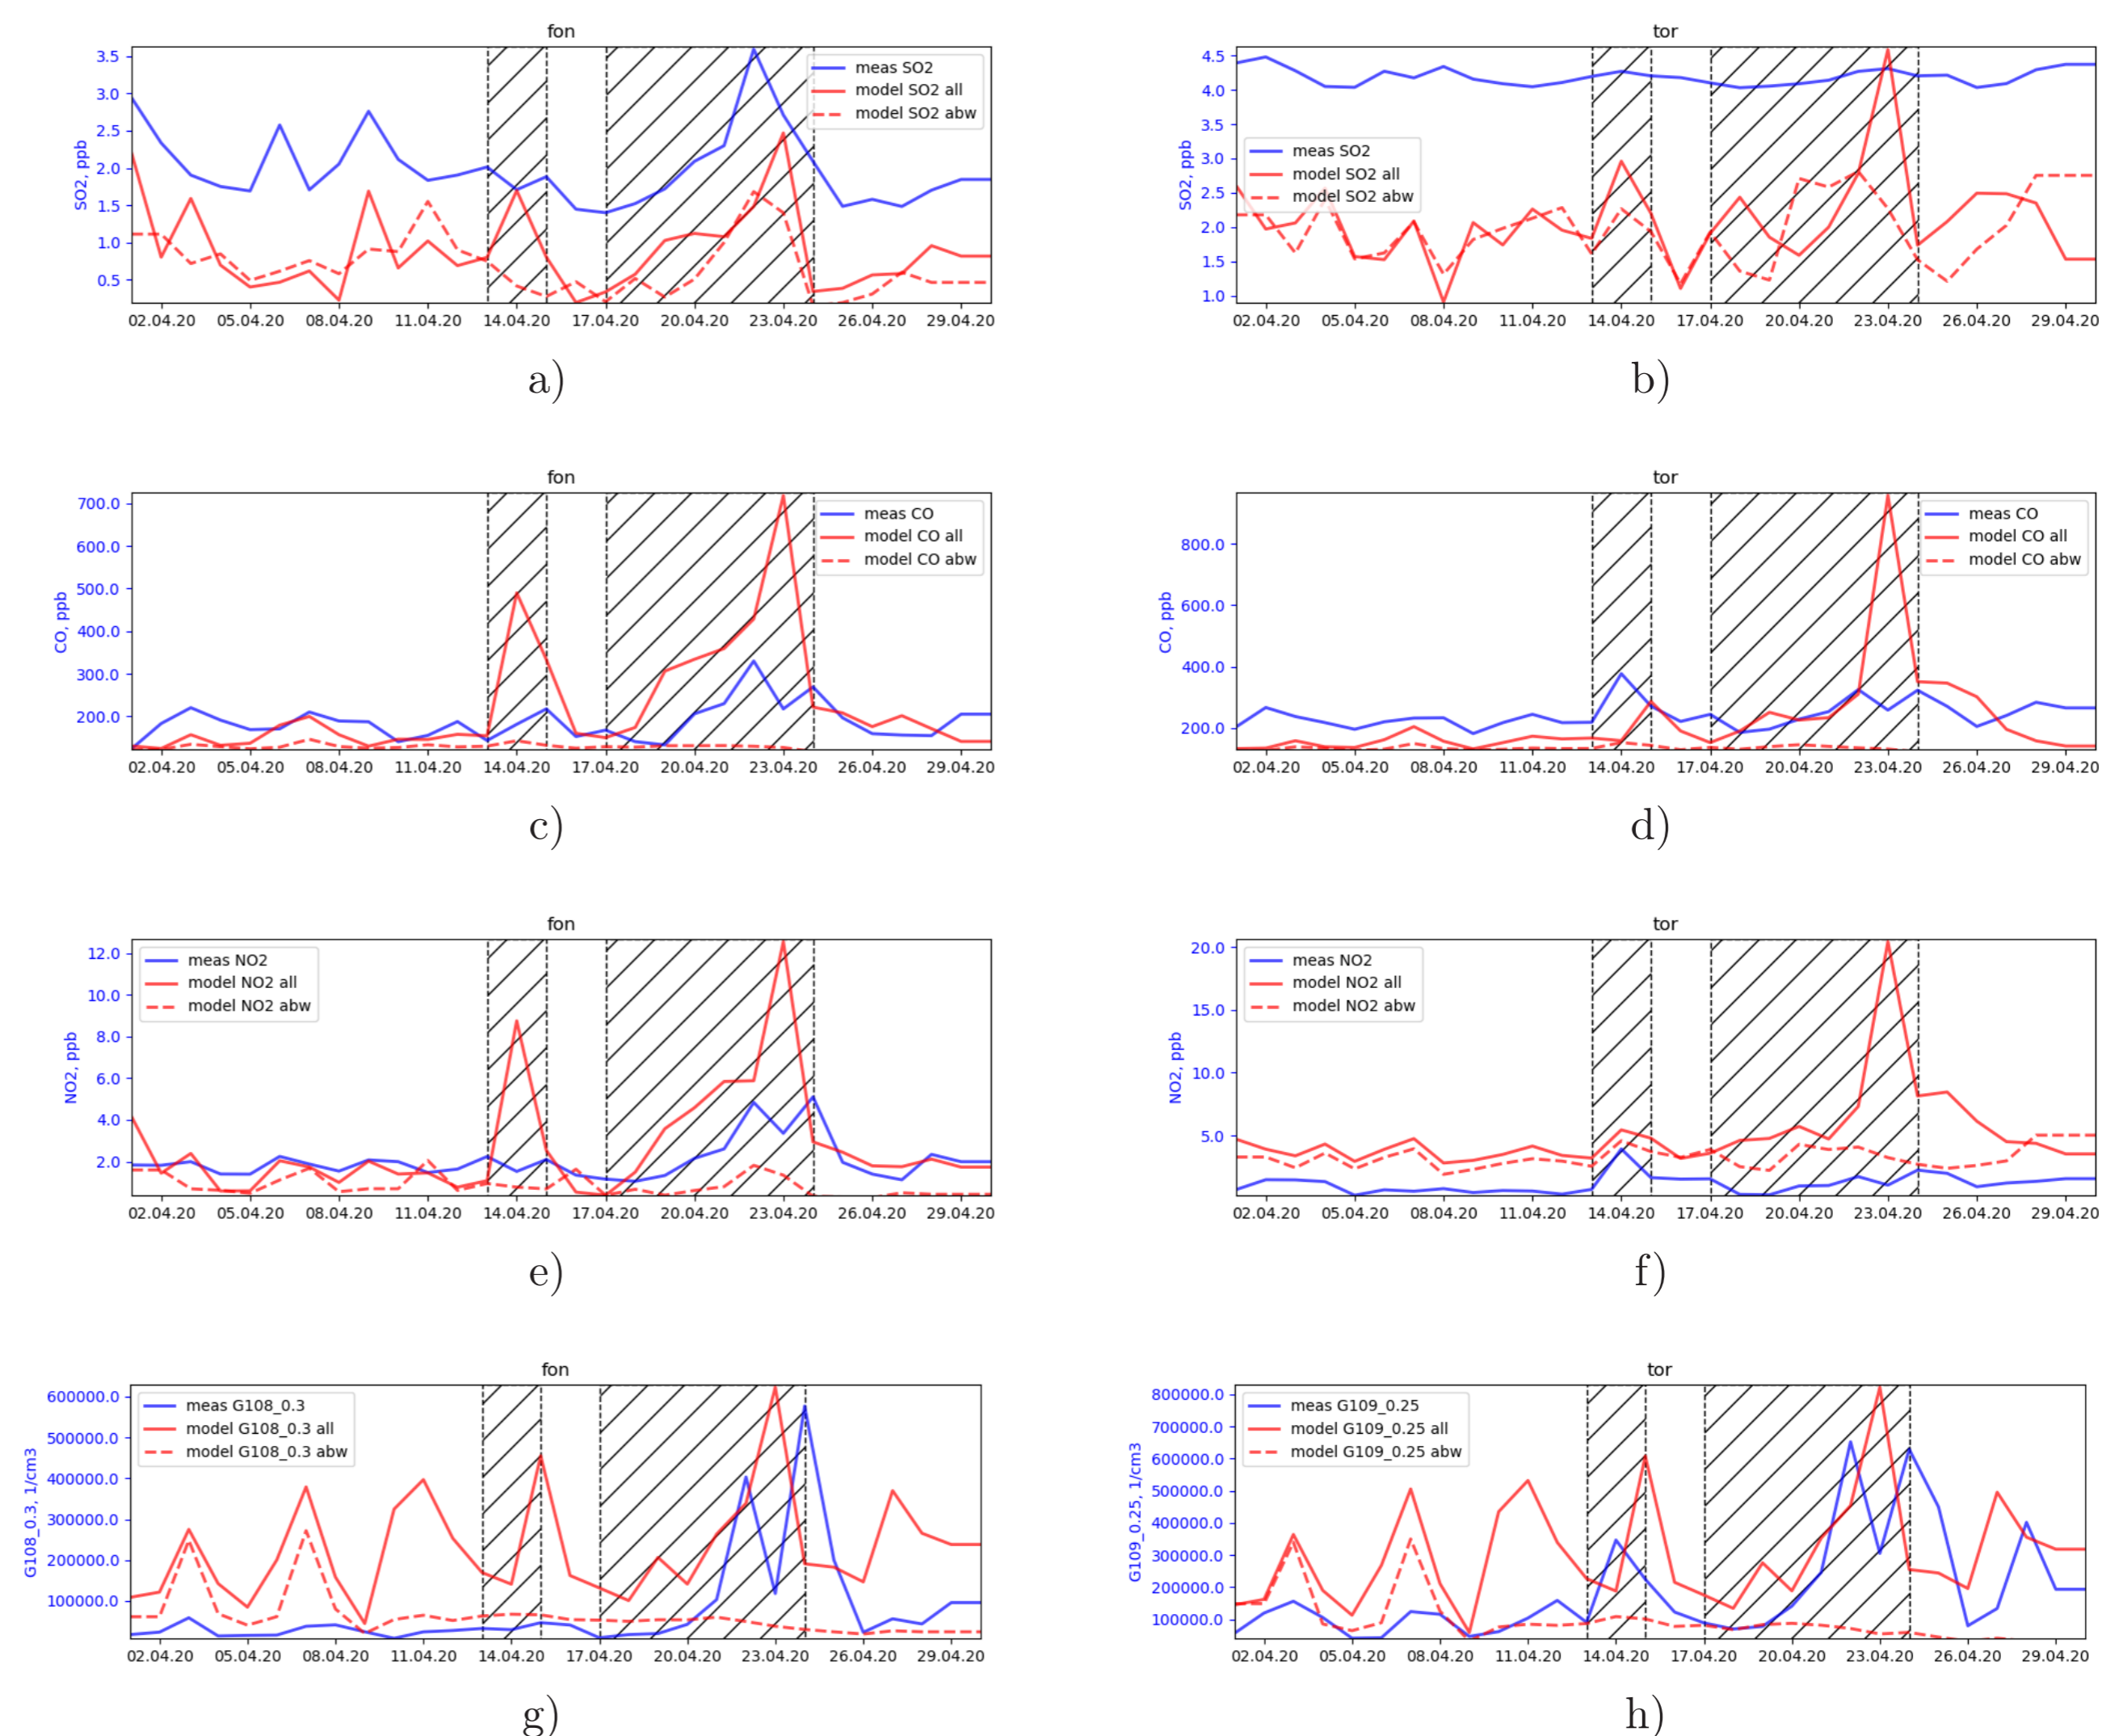 fon
3.5
3.0
2.5
2.0
1.5
1.0
0.5
SO2, ppb
meas SO2
model SO2 all
model SO2 abw
02.04.20 05.04.20 08.04.20 11.04.20 14.04.20 17.04.20 20.04.20 23.04.20 26.04.20 29.04.20
a)
tor
4.5
4.0
3.5
3.0
2.5
2.0
1.5
1.0
SO2, ppb
meas SO2
model SO2 all
model SO2 abw
02.04.20 05.04.20 08.04.20 11.04.20 14.04.20 17.04.20 20.04.20 23.04.20 26.04.20 29.04.20
b)
fon
700.0
600.0
500.0
400.0
300.0
200.0
CO, ppb
meas CO
model CO all
model CO abw
02.04.20 05.04.20 08.04.20 11.04.20 14.04.20 17.04.20 20.04.20 23.04.20 26.04.20 29.04.20
c)
tor
800.0
600.0
400.0
200.0
CO, ppb
meas CO
model CO all
model CO abw
02.04.20 05.04.20 08.04.20 11.04.20 14.04.20 17.04.20 20.04.20 23.04.20 26.04.20 29.04.20
d)
fon
12.0
10.0
8.0
6.0
4.0
2.0
NO2, ppb
meas NO2
model NO2 all
model NO2 abw
02.04.20 05.04.20 08.04.20 11.04.20 14.04.20 17.04.20 20.04.20 23.04.20 26.04.20 29.04.20
e)
tor
20.0
15.0
10.0
5.0
NO2, ppb
meas NO2
model NO2 all
model NO2 abw
02.04.20 05.04.20 08.04.20 11.04.20 14.04.20 17.04.20 20.04.20 23.04.20 26.04.20 29.04.20
f)
fon
600000.0
500000.0
400000.0
300000.0
200000.0
100000.0
G108_0.3, 1/cm3
meas G108_0.3
model G108_0.3 all
model G108_0.3 abw
02.04.20 05.04.20 08.04.20 11.04.20 14.04.20 17.04.20 20.04.20 23.04.20 26.04.20 29.04.20
g)
tor
800000.0
700000.0
600000.0
500000.0
400000.0
300000.0
200000.0
100000.0
G109_0.25, 1/cm3
meas G109_0.25
model G109_0.25 all
model G109_0.25 abw
02.04.20 05.04.20 08.04.20 11.04.20 14.04.20 17.04.20 20.04.20 23.04.20 26.04.20 29.04.20
h)